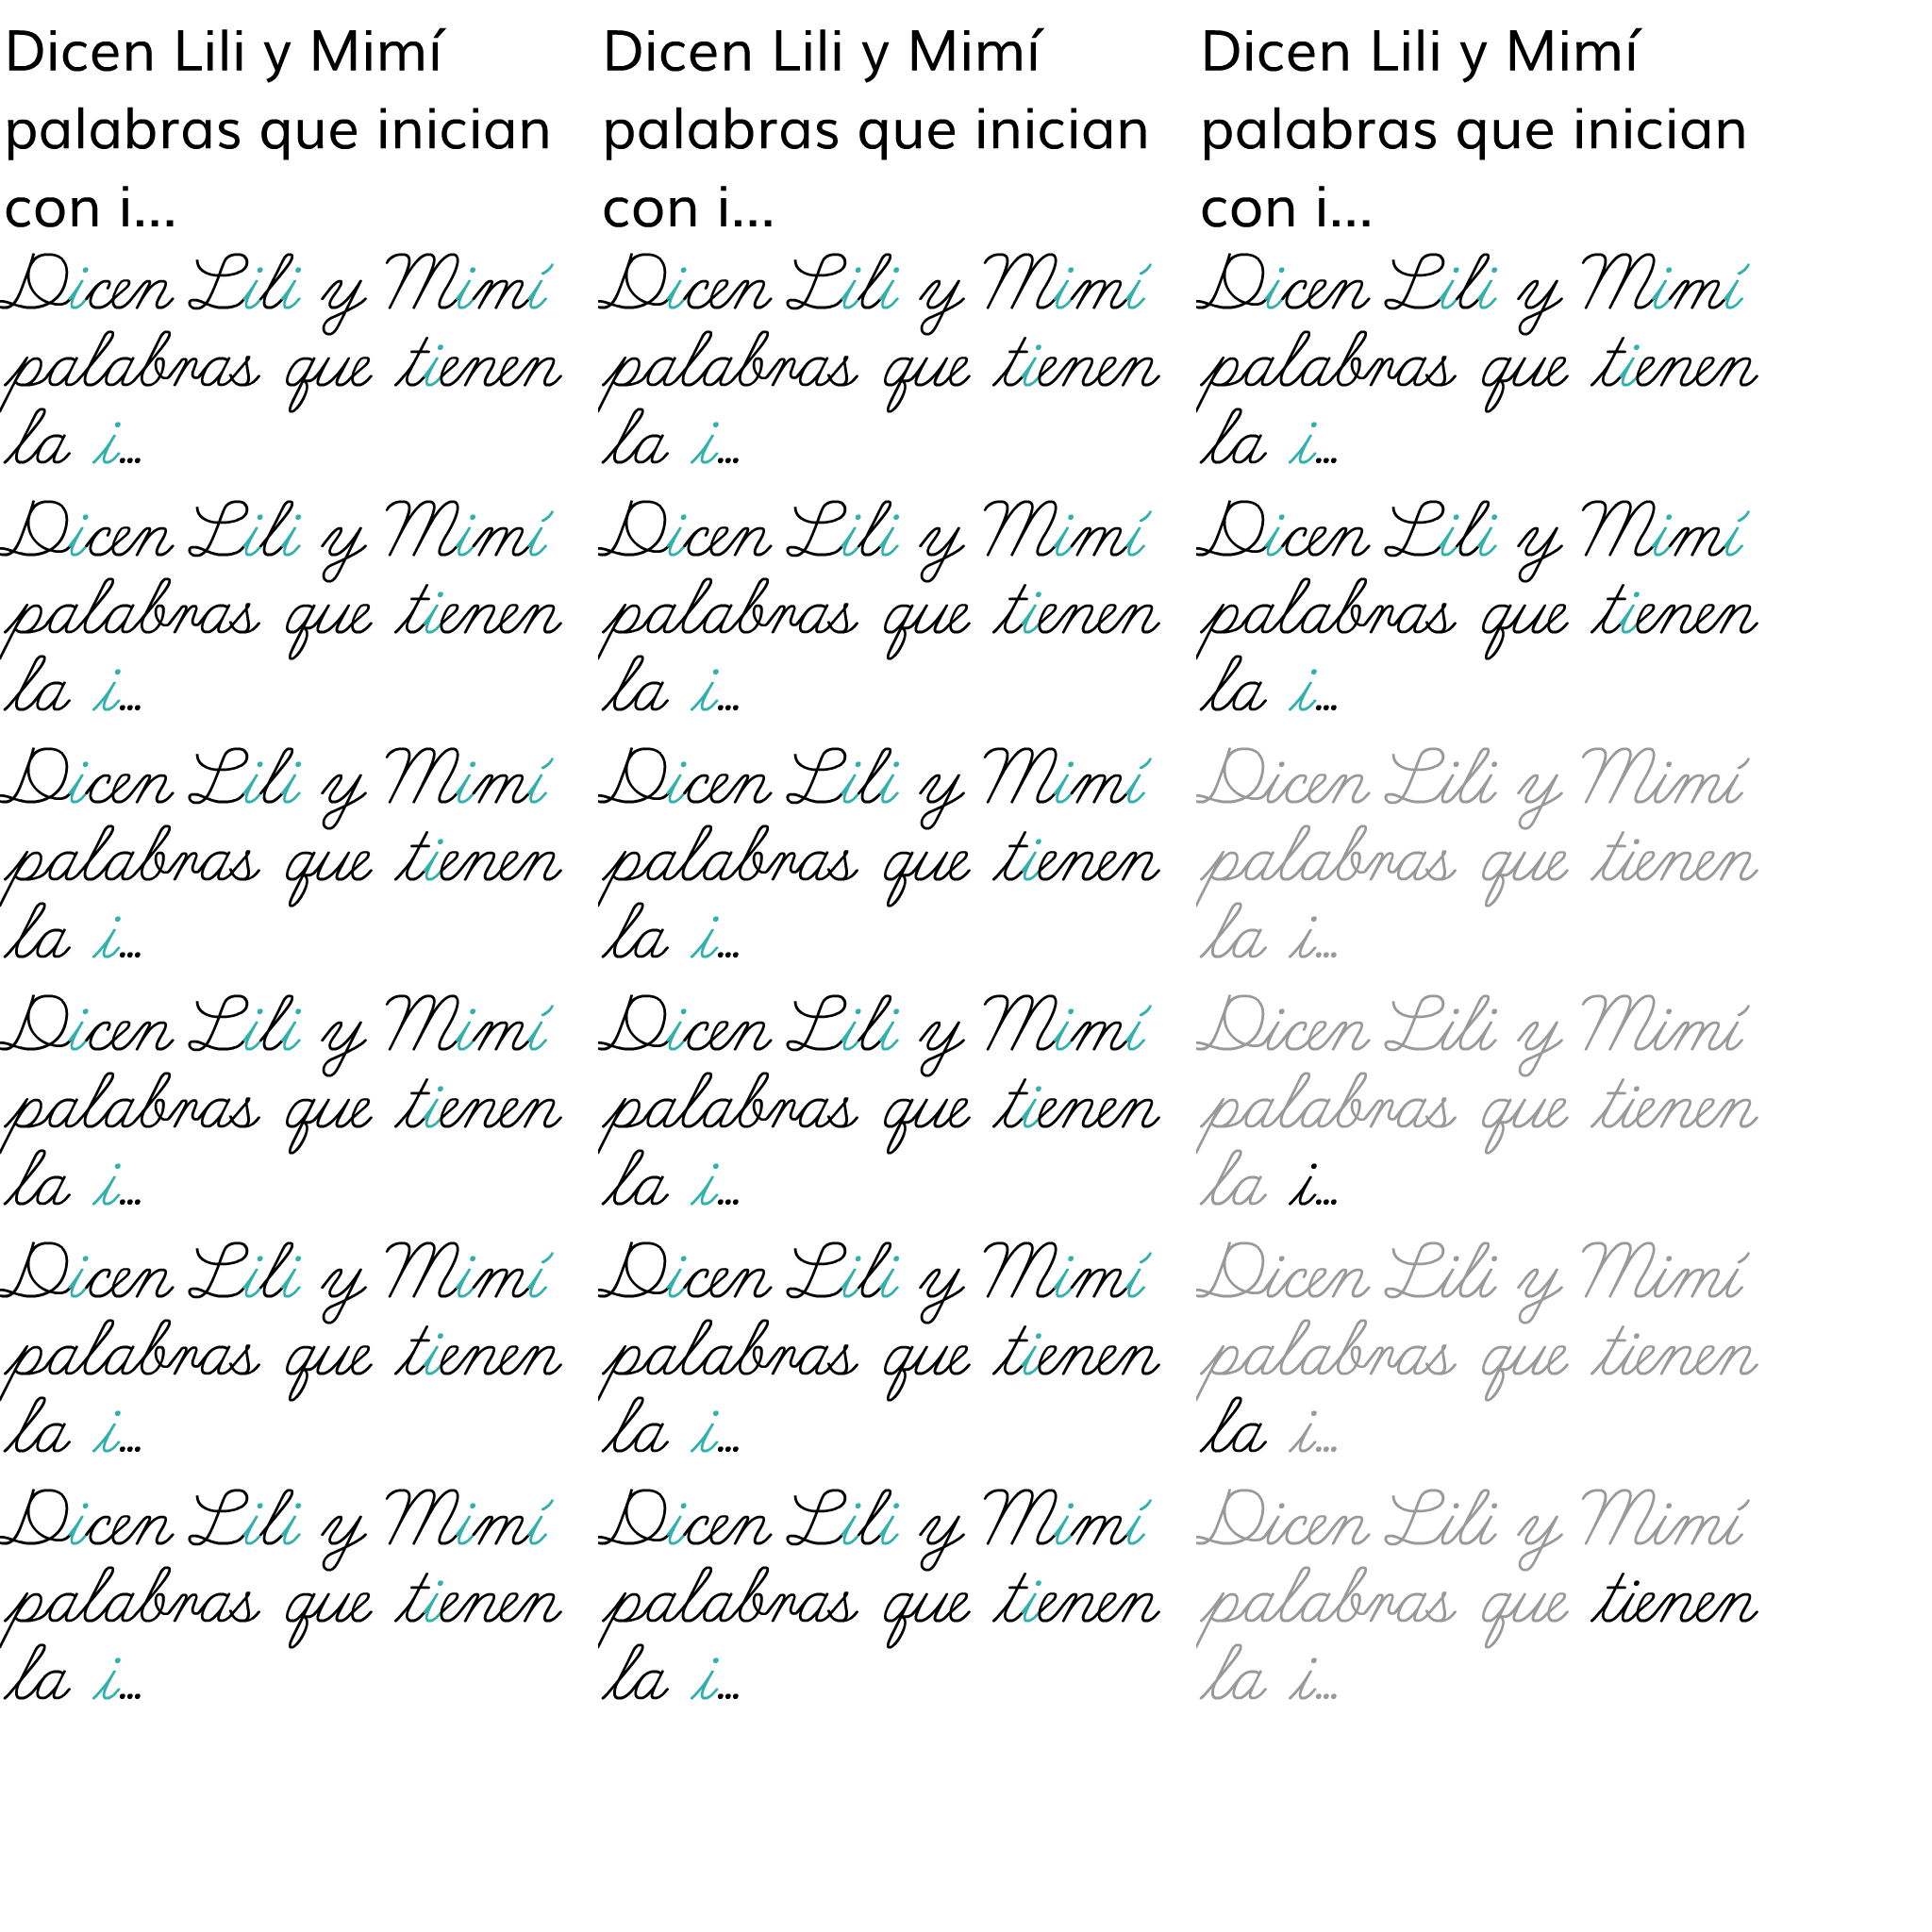 Dicen Lili y Mimí
palabras que inician
con i...
Dicen Lili y Mimí
palabras que tienen
la i...
Dicen Lili y Mimí
palabras que tienen
la i...
Dicen Lili y Mimí
palabras que tienen
la i...
Dicen Lili y Mimí
palabras que tienen
la i...
Dicen Lili y Mimí
palabras que tienen
la i...
Dicen Lili y Mimí
palabras que tienen
la i...
Dicen Lili y Mimí
palabras que inician
con i...
Dicen Lili y Mimí
palabras que tienen
la i...
Dicen Lili y Mimí
palabras que tienen
la i...
Dicen Lili y Mimí
palabras que tienen
la i...
Dicen Lili y Mimí
palabras que tienen
la i...
Dicen Lili y Mimí
palabras que tienen
la i...
Dicen Lili y Mimí
palabras que tienen
la i...
Dicen Lili y Mimí
palabras que inician
con i...
Dicen Lili y Mimí
palabras que tienen
la i...
Dicen Lili y Mimí
palabras que tienen
la i...
Dicen Lili y Mimí
palabras que tienen
la i...
Dicen Lili y Mimí
palabras que tienen
la i...
Dicen Lili y Mimí
palabras que tienen
la i...
Dicen Lili y Mimí
palabras que tienen
la i...